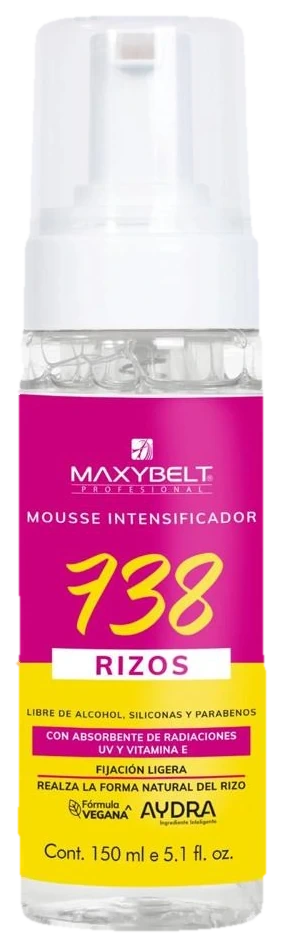 MAXYBELT®
PROFESIONAL
MOUSSE INTENSIFICADOR
738
RIZOS
LIBRE DE ALCOHOL, SILICONAS Y PARABENOS
CON ABSORBENTE DE RADIACIONES
UV Y VITAMINA E
FIJACIÓN LIGERA
REALZA LA FORMA NATURAL DEL RIZO
Fórmula
VEGANA
AYDRA
Ingrediente Inteligente
Cont. 150 ml e 5.1 fl. oz.